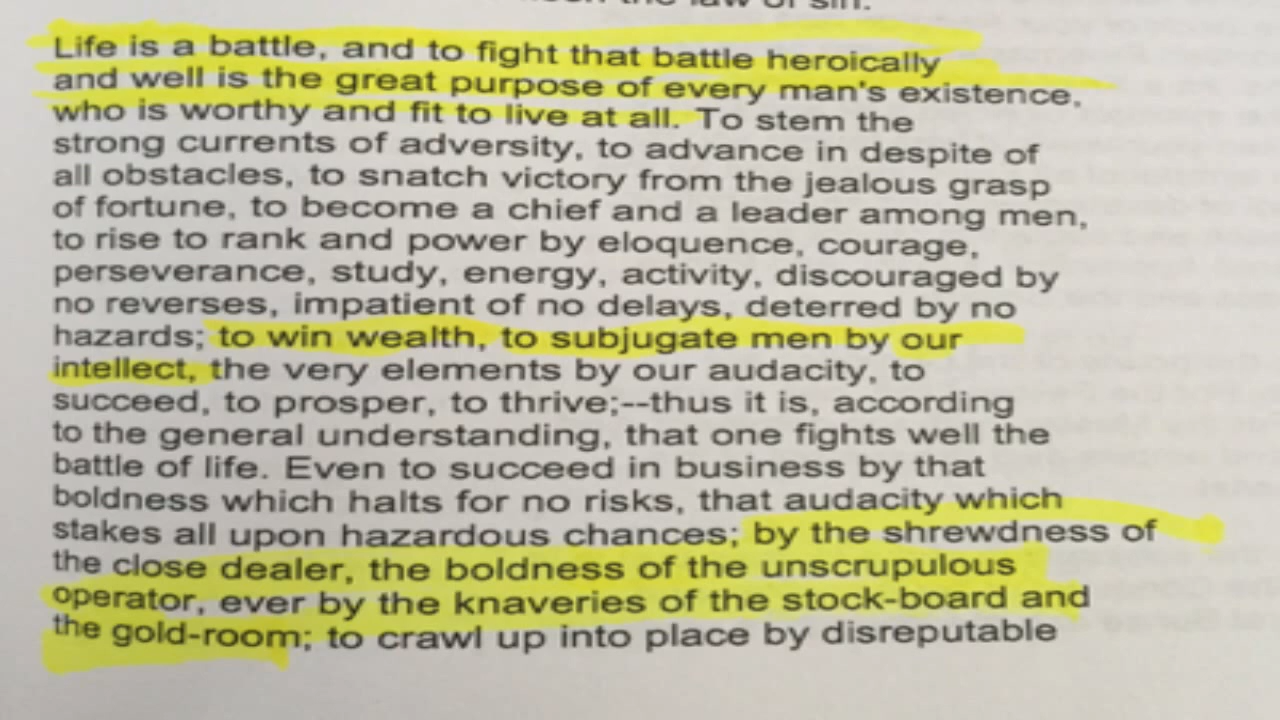 the law of sin.
Life is a battle, and to fight that battle heroically
and well is the great purpose of every man's existence,
who is worthy and fit to live at all. To stem the
strong currents of adversity, to advance in despite of
all obstacles, to snatch victory from the jealous grasp
of fortune, to become a chief and a leader among men,
to rise to rank and power by eloquence, courage,
perseverance, study, energy, activity, discouraged by
no reverses, impatient of no delays, deterred by no
hazards; to win wealth, to subjugate men by our
intellect, the very elements by our audacity, to
succeed, to prosper, to thrive;--thus it is, according
to the general understanding, that one fights well the
battle of life. Even to succeed in business by that
boldness which halts for no risks, that audacity which
stakes all upon hazardous chances; by the shrewdness of
the close dealer, the boldness of the unscrupulous
operator, ever by the knaveries of the stock-board and
the gold-room; to crawl up into place by disreputable